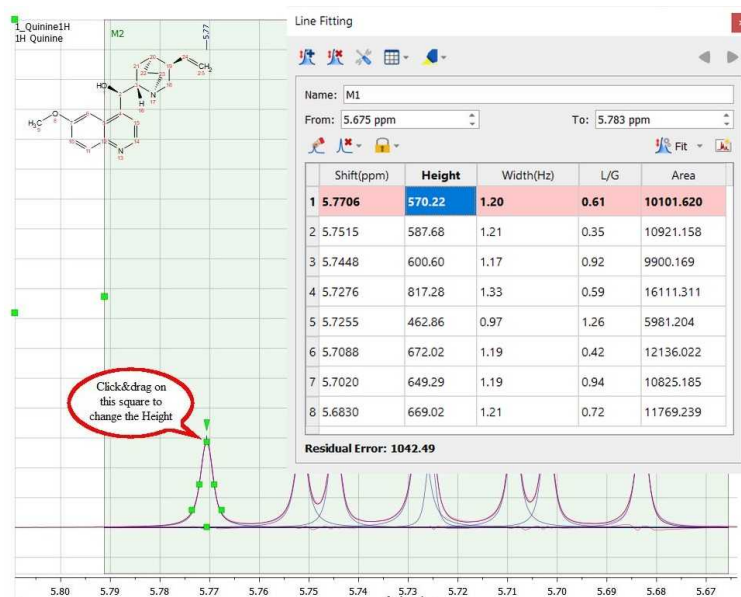 Line Fitting
1_Quinine1H
1H Quinine
M2
5.77
HO
N
H
H₃C
O
N
CH₂
Name: M1
From: 5.675 ppm To: 5.783 ppm
Fit
Shift(ppm) Height Width(Hz) L/G Area
1 5.7706 570.22 1.20 0.61 10101.620
2 5.7515 587.68 1.21 0.35 10921.158
3 5.7448 600.60 1.17 0.92 9900.169
4 5.7276 817.28 1.33 0.59 16111.311
5 5.7255 462.86 0.97 1.26 5981.204
6 5.7088 672.02 1.19 0.42 12136.022
7 5.7020 649.29 1.19 0.94 10825.185
8 5.6830 669.02 1.21 0.72 11769.239
Residual Error: 1042.49
Click&drag on
this square to
change the Height
5.80 5.79 5.78 5.77 5.76 5.75 5.74 5.73 5.72 5.71 5.70 5.69 5.68 5.67